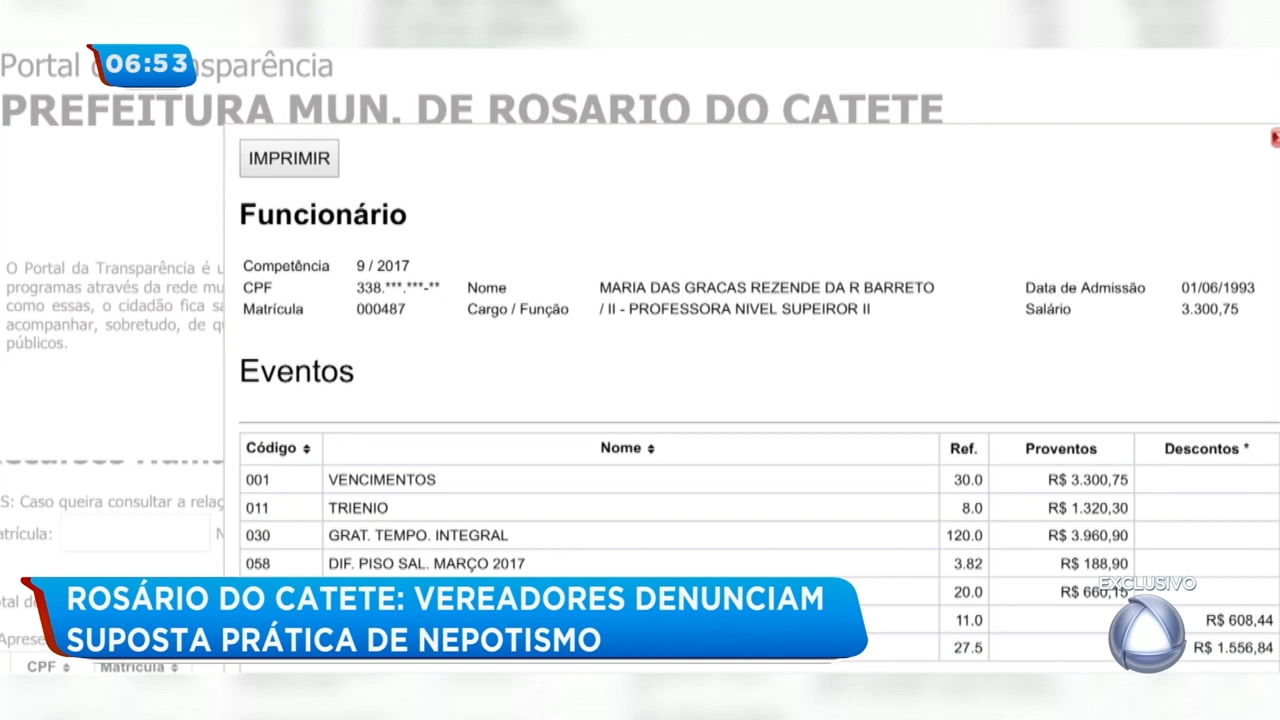 Portal
sparência
06:53
PREFEITURA MUN. DE ROSARIO DO CATETE
IMPRIMIR
Funcionário
Competência 9 / 2017
CPF 338.***.***-** Nome MARIA DAS GRACAS REZENDE DA R BARRETO Data de Admissão 01/06/1993
Matrícula 000487 Cargo / Função / II - PROFESSORA NIVEL SUPEIROR II Salário 3.300,75
O Portal da Transparência é
programas através da rede
como essas, o cidadão fica
acompanhar, sobretudo, de
públicos.
Eventos
Código Nome Ref. Proventos Descontos *
001 VENCIMENTOS 30.0 R$ 3.300,75
011 TRIENIO 8.0 R$ 1.320,30
030 GRAT. TEMPO. INTEGRAL 120.0 R$ 3.960,90
058 DIF. PISO SAL. MARÇO 2017 3.82 R$ 188,90
20.0 R$ 660,15
11.0 R$ 608,44
27.5 R$ 1.556,84
S: Caso queira consultar a
atrícula:
EXCLUSIVO
ROSÁRIO DO CATETE: VEREADORES DENUNCIAM
SUPOSTA PRÁTICA DE NEPOTISMO
CPF Matrícula